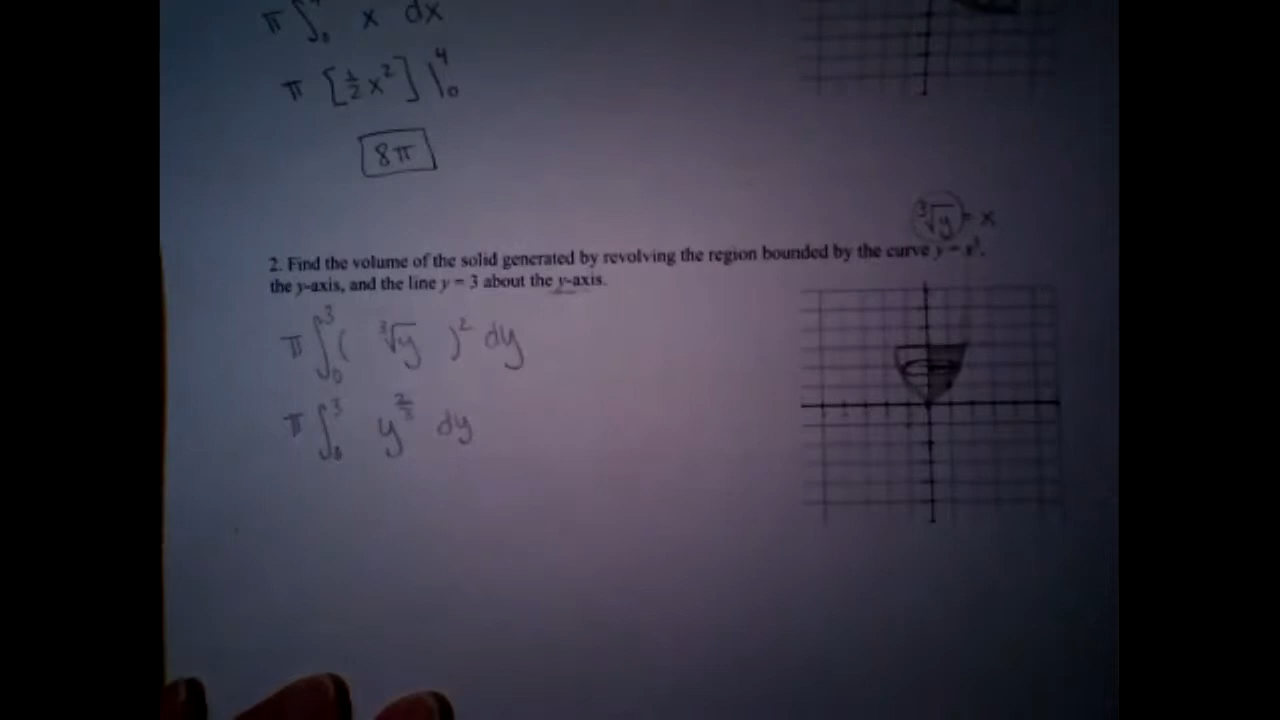 π ∫₀⁴ x dx
π [½x²] |₀⁴
8π
∛y = x
2. Find the volume of the solid generated by revolving the region bounded by the curve y = x³,
the y-axis, and the line y = 3 about the y-axis.
π ∫₀³ ( ∛y )² dy
π ∫₀³ y^(2/3) dy